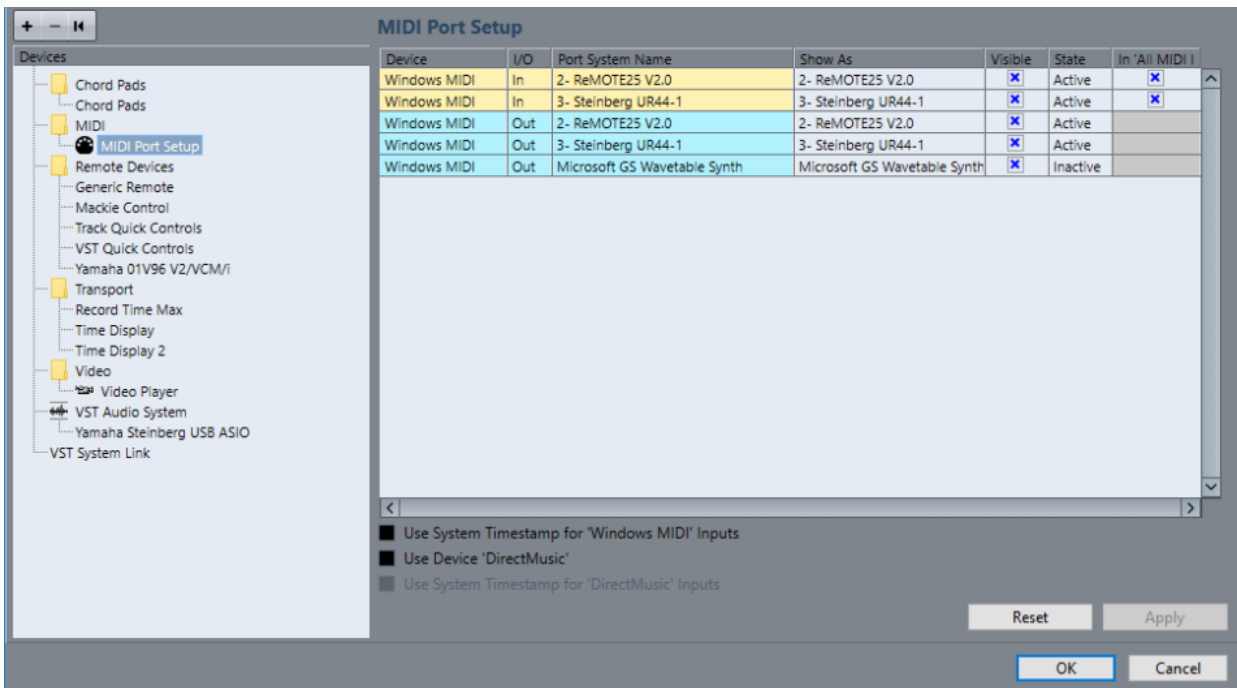 MIDI Port Setup
Devices
Chord Pads
Chord Pads
MIDI
MIDI Port Setup
Remote Devices
Generic Remote
Mackie Control
Track Quick Controls
VST Quick Controls
Yamaha 01V96 V2/VCM/i
Transport
Record Time Max
Time Display
Time Display 2
Video
Video Player
VST Audio System
Yamaha Steinberg USB ASIO
VST System Link
Device I/O Port System Name Show As Visible State In 'All MIDI I
Windows MIDI In 2- ReMOTE25 V2.0 2- ReMOTE25 V2.0 Active
Windows MIDI In 3- Steinberg UR44-1 3- Steinberg UR44-1 Active
Windows MIDI Out 2- ReMOTE25 V2.0 2- ReMOTE25 V2.0 Active
Windows MIDI Out 3- Steinberg UR44-1 3- Steinberg UR44-1 Active
Windows MIDI Out Microsoft GS Wavetable Synth Microsoft GS Wavetable Synth Inactive
Use System Timestamp for 'Windows MIDI' Inputs
Use Device 'DirectMusic'
Use System Timestamp for 'DirectMusic' Inputs
Reset Apply
OK Cancel